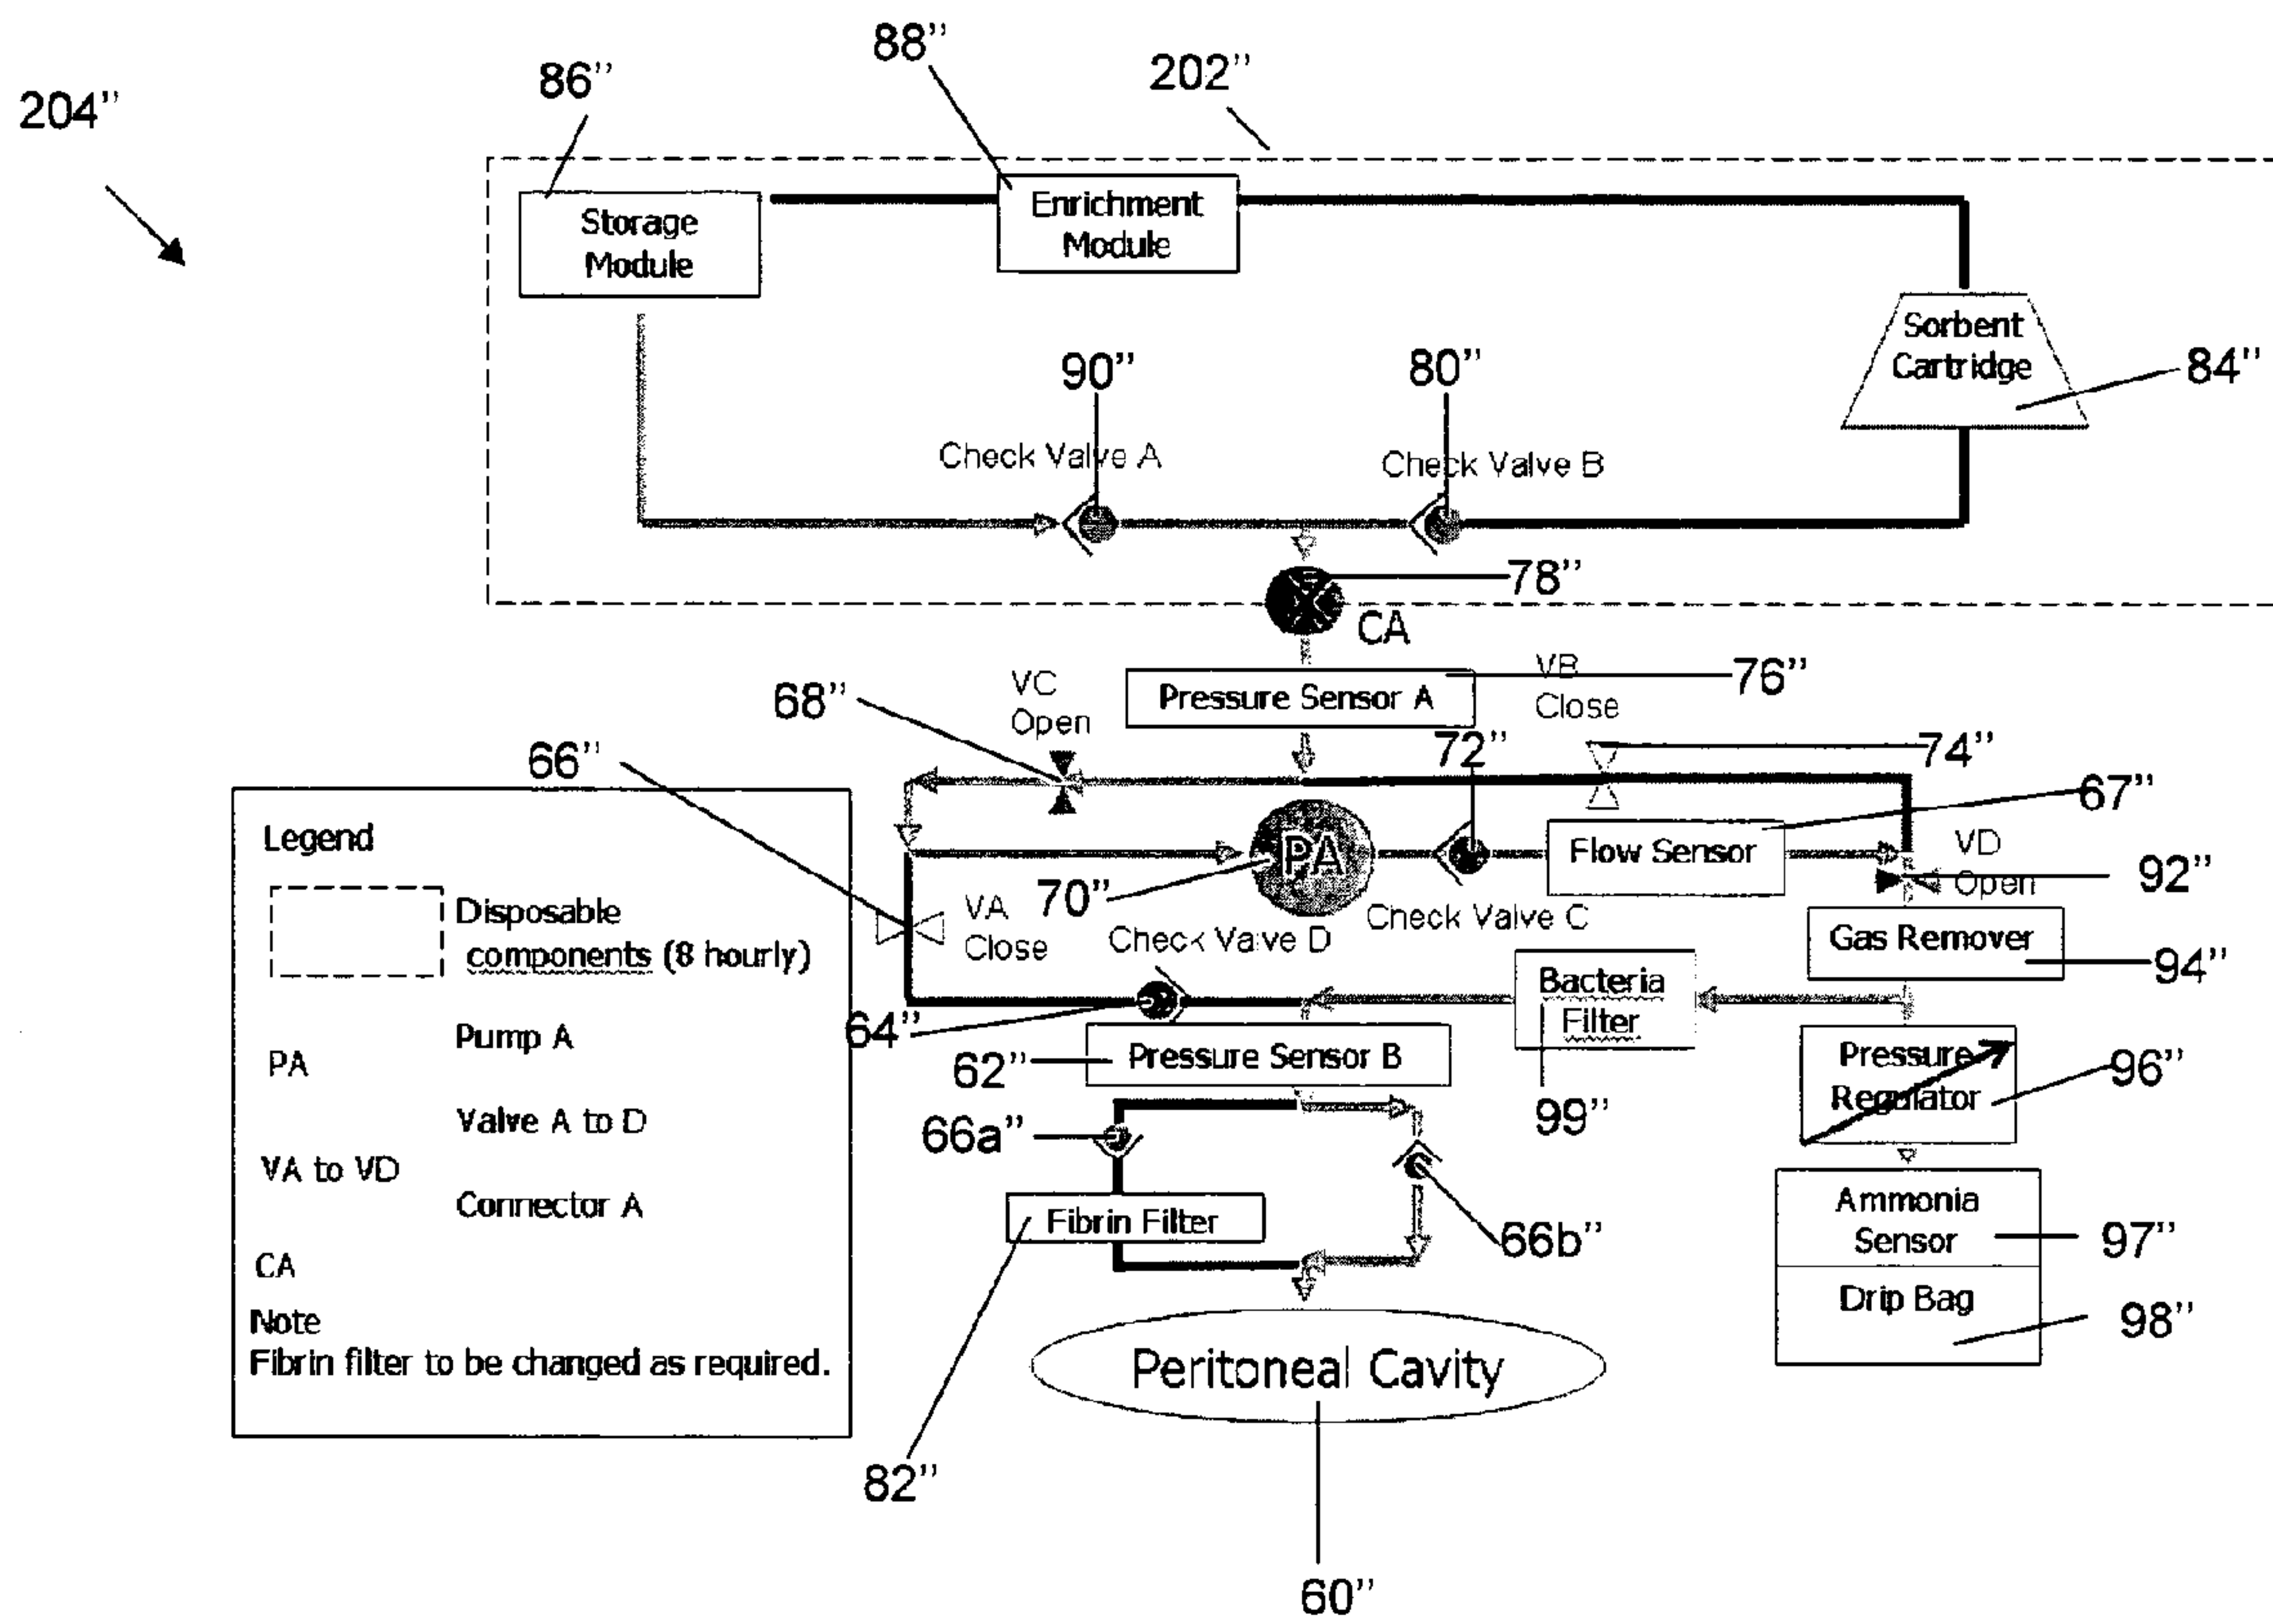 88”
202”
86”
204”
Storage
Module
Enrichment
Module
Sorbent
Cartridge
84”
90”
80”
Check Valve A
Check Valve B
78”
CA
Pressure Sensor A
76”
VB
Close
68”
VC
Open
72”
74”
66”
67”
PA
Flow Sensor
VD
Open
92”
70”
VA
Close
Check Valve C
Check Valve D
Gas Remover
94”
Bacteria
Filter
64”
62”
Pressure Sensor B
99”
Pressure
Regulator
96”
66a”
66b”
Fibrin Filter
Ammonia
Sensor
97”
Drip Bag
98”
Peritoneal Cavity
82”
60”
Legend
Disposable
components (8 hourly)
Pump A
PA
Valve A to D
VA to VD
Connector A
CA
Note
Fibrin filter to be changed as required.